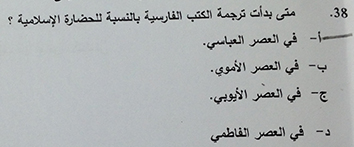 38. متى بدأت ترجمة الكتب الفارسية بالنسبة للحضارة الإسلامية ؟
أ- في العصر العباسي.
ب- في العصر الأموي.
ج- في العصر الأيوبي.
د- في العصر الفاطمي